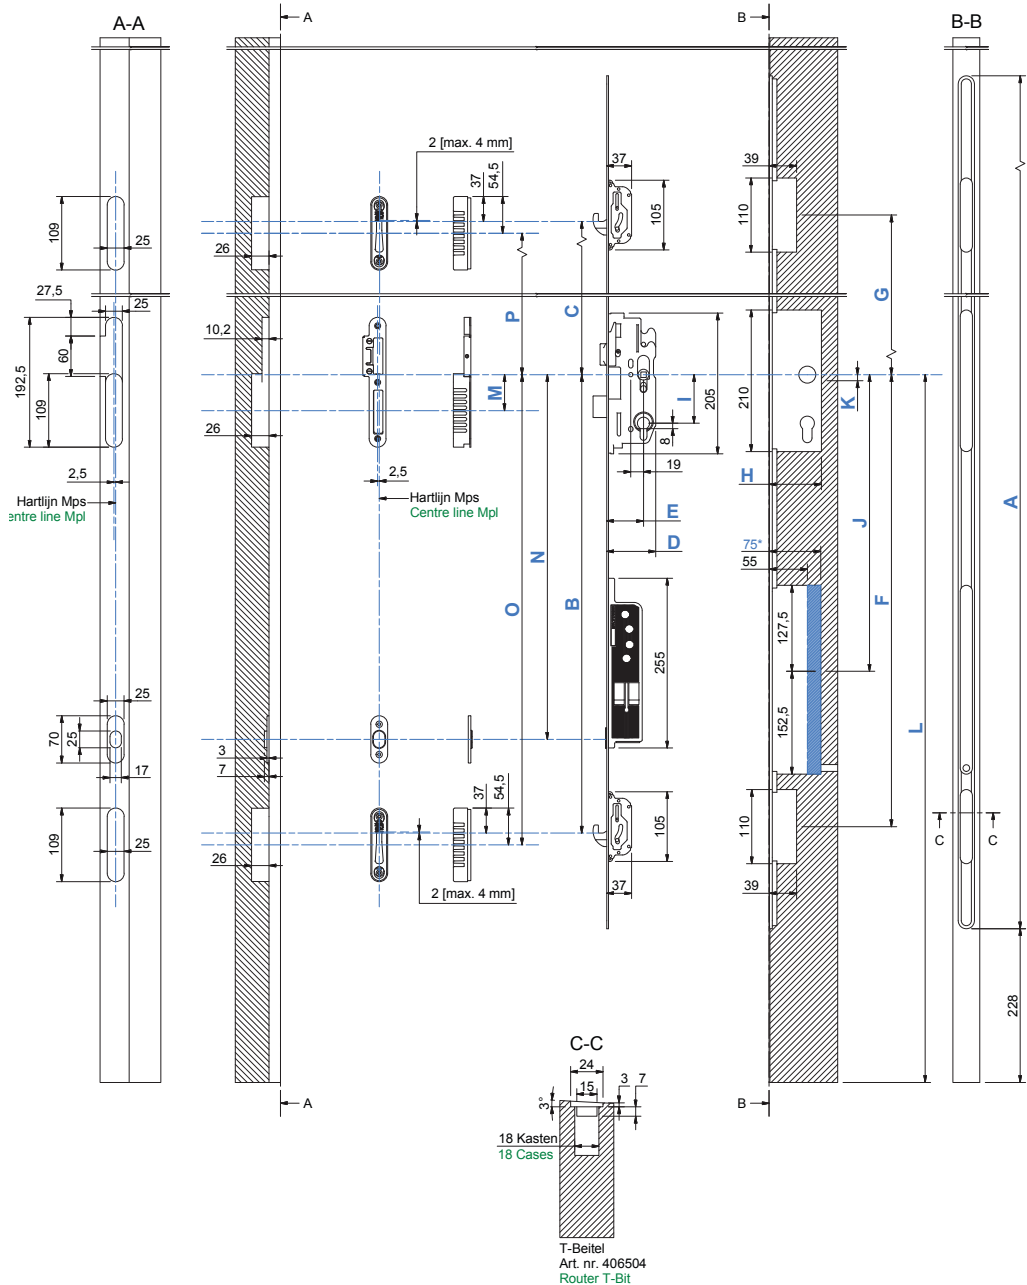 A
B
A-A
B-B
2 [max. 4 mm]
37
54,5
37
39
109
25
26
105
110
27,5
25
10,2
P
C
G
192,5
60
109
26
M
I
205
8
210
K
A
2,5
2,5
19
H
Hartlijn Mps
entre line Mpl
Hartlijn Mps
Centre line Mpl
E
D
J
75*
55
N
O
B
F
127,5
255
152,5
L
25
70
25
17
3
7
37
54,5
109
25
26
105
110
C
C
2 [max. 4 mm]
37
39
228
C-C
24
15
3
7
3°
A
B
18 Kasten
18 Cases
T-Beitel
Art. nr. 406504
Router T-Bit